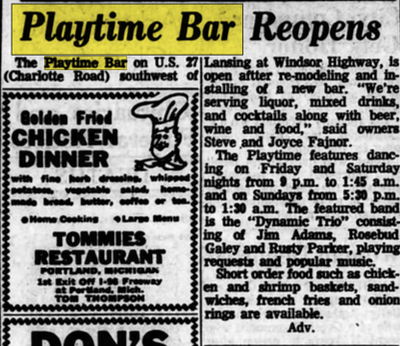 Playtime Bar Reopens
The Playtime Bar on U.S. 27
(Charlotte Road) southwest of
Lansing at Windsor Highway, is
open aftter re-modeling and in-
stalling of a new bar. "We're
serving liquor, mixed drinks,
and cocktails along with beer,
wine and food," said owners
Steve and Joyce Fajnor.
The Playtime features danc-
ing on Friday and Saturday
nights from 9 p.m. to 1:45 a.m.
and on Sundays from 5:30 p.m.
to 1:30 a.m. The featured band
is the "Dynamic Trio" consist-
ing of Jim Adams, Rosebud
Galey and Rusty Parker, playing
requests and popular music.
Short order food such as chick-
en and shrimp baskets, sand-
wiches, french fries and onion
rings are available.
Adv.
Golden Fried
CHICKEN
DINNER
with fine herb dressing, whipped
potatoes, vegetable salad, home-
made bread, butter, coffee or tea.
Home Cooking Large Menu
TOMMIES
RESTAURANT
PORTLAND, MICHIGAN
1st Exit Off I-96 Freeway
at Portland, Mich.
TOM THOMPSON
DON'S